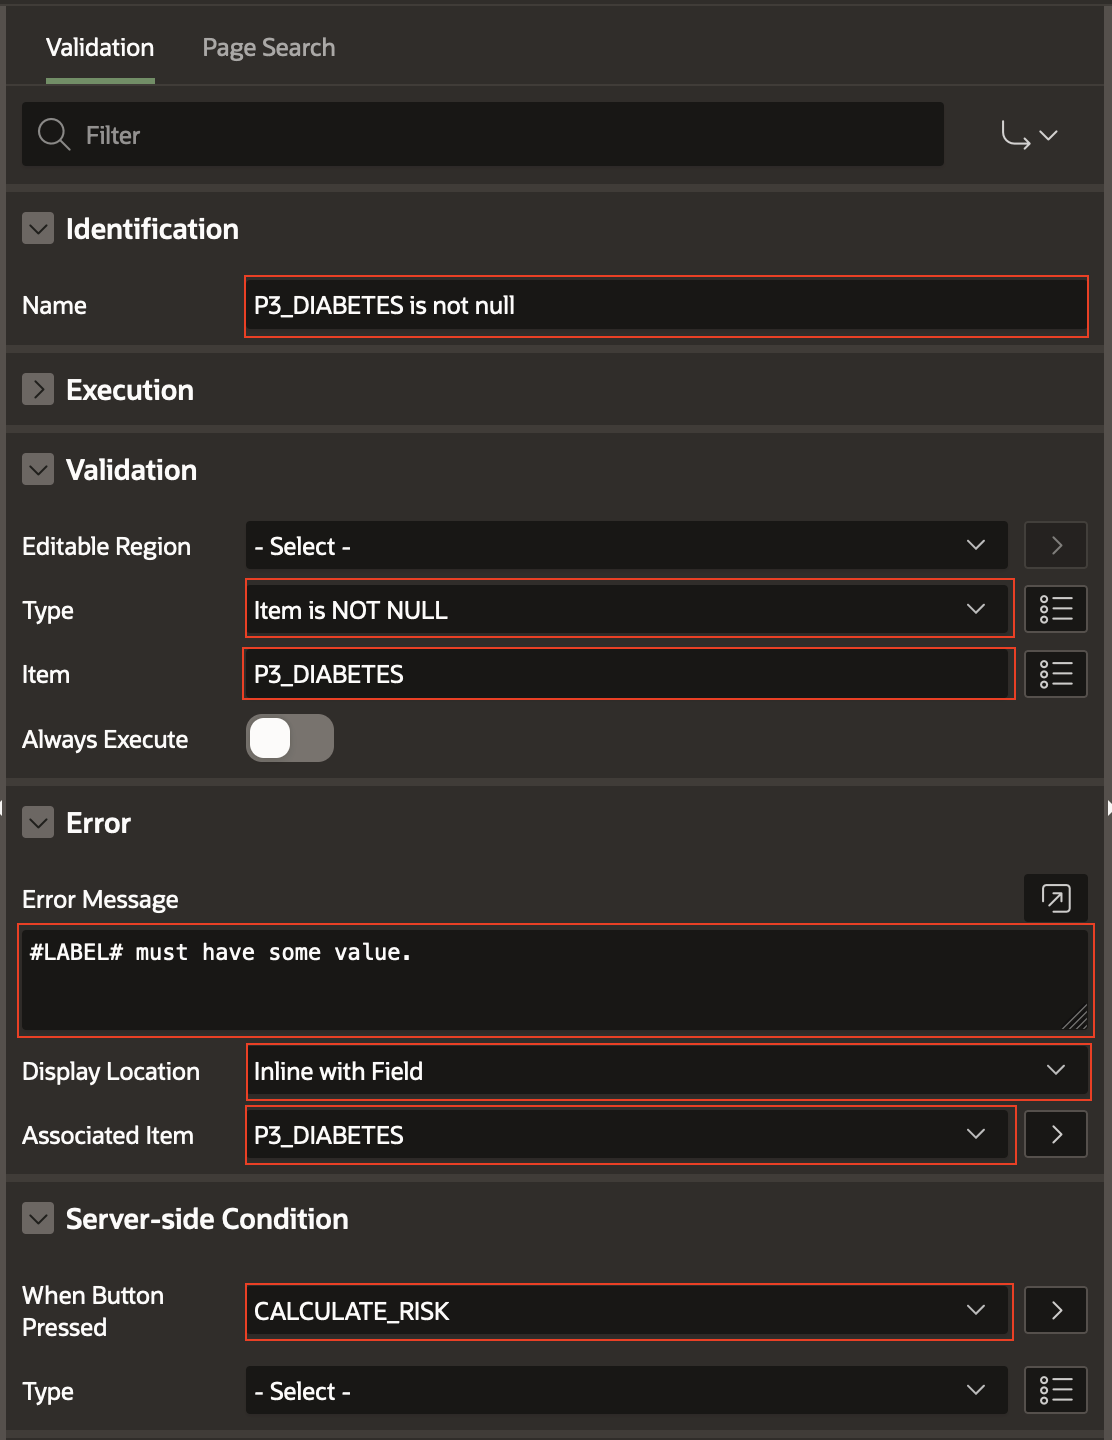 Validation Page Search
Filter
Identification
Name P3_DIABETES is not null
Execution
Validation
Editable Region - Select -
Type Item is NOT NULL
Item P3_DIABETES
Always Execute
Error
Error Message
#LABEL# must have some value.
Display Location Inline with Field
Associated Item P3_DIABETES
Server-side Condition
When Button
Pressed CALCULATE_RISK
Type - Select -